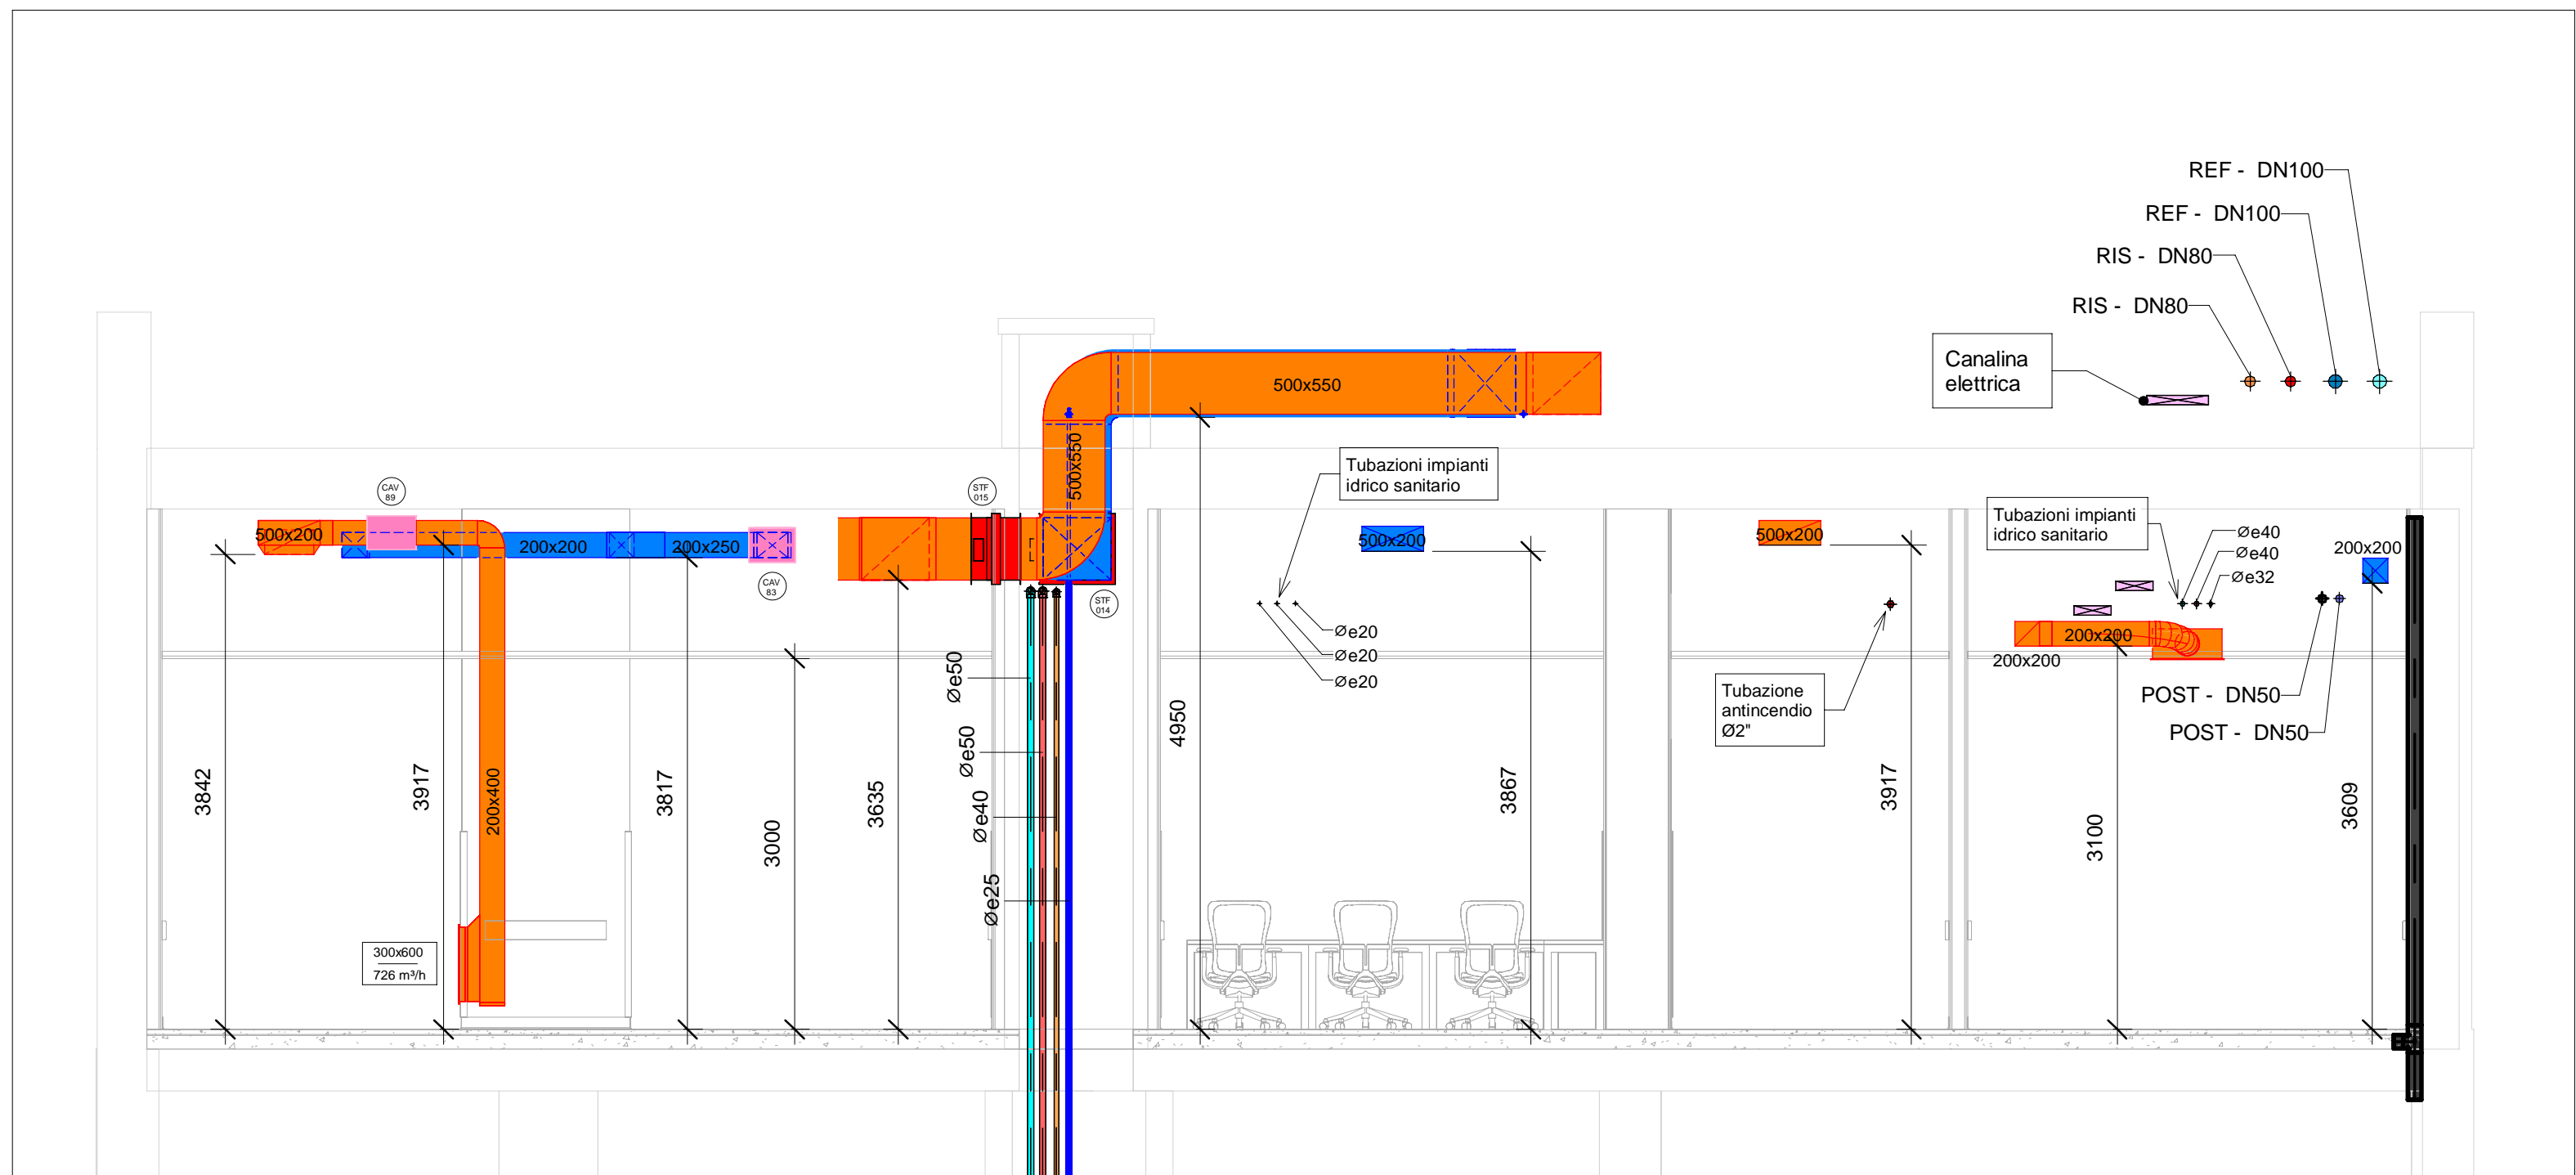 REF - DN100
REF - DN100
RIS - DN80
RIS - DN80
Canalina
elettrica
500x550
500x550
Tubazioni impianti
idrico sanitario
CAV
89
STF
015
500x200
200x200
200x250
CAV
83
STF
014
500x200
500x200
Tubazioni impianti
idrico sanitario
Øe40
Øe40
Øe32
200x200
200x200
200x200
Øe20
Øe20
Øe20
Tubazione
antincendio
Ø2"
POST - DN50
POST - DN50
Øe50
Øe50
Øe40
Øe25
3842
3917
200x400
3817
3000
3635
4950
3867
3917
3100
3609
300x600
726 m³/h